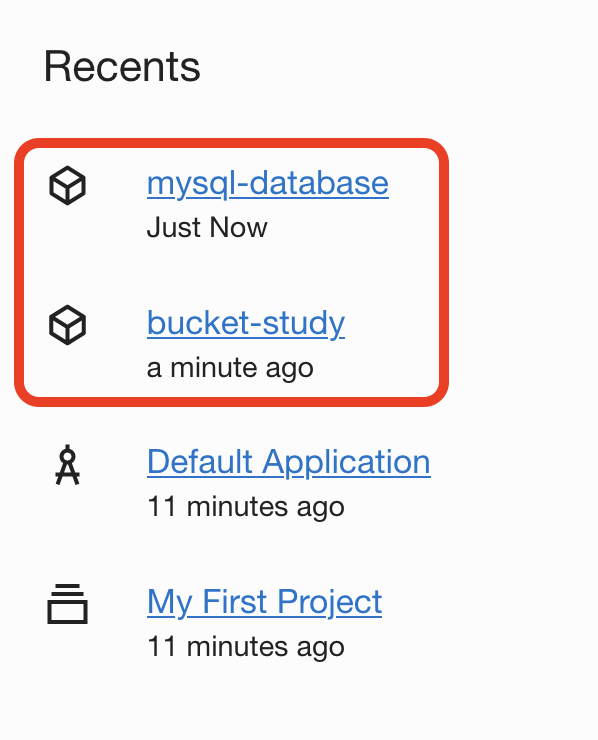 Recents
mysql-database
Just Now
bucket-study
a minute ago
Default Application
11 minutes ago
My First Project
11 minutes ago